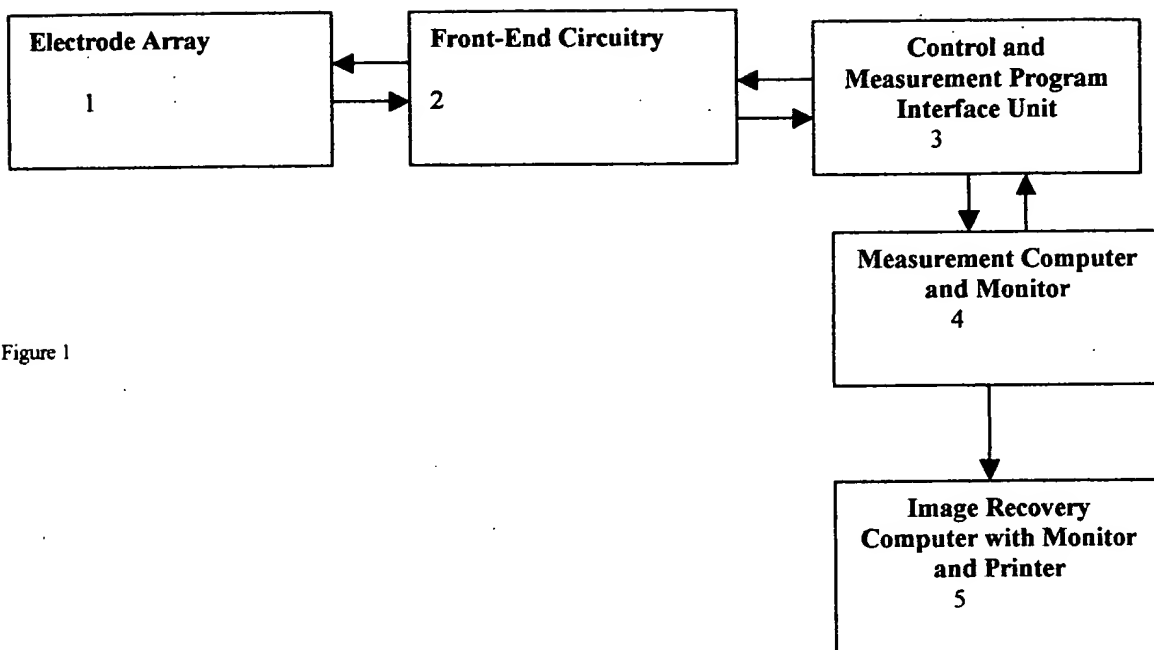 Electrode Array
1
Front-End Circuitry
2
Control and
Measurement Program
Interface Unit
3
Measurement Computer
and Monitor
4
Figure 1
Image Recovery
Computer with Monitor
and Printer
5